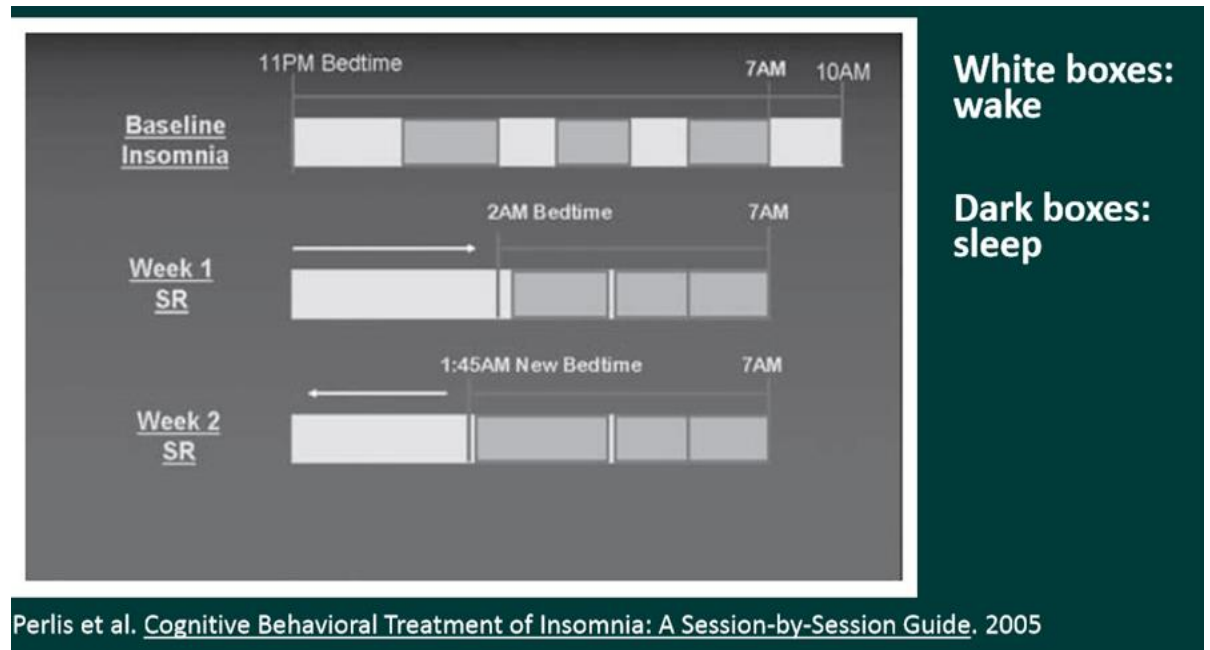 11PM Bedtime
7AM
10AM
Baseline
Insomnia
2AM Bedtime
7AM
Week 1
SR
1:45AM New Bedtime
7AM
Week 2
SR
White boxes:
wake
Dark boxes:
sleep
Perlis et al. Cognitive Behavioral Treatment of Insomnia: A Session-by-Session Guide. 2005